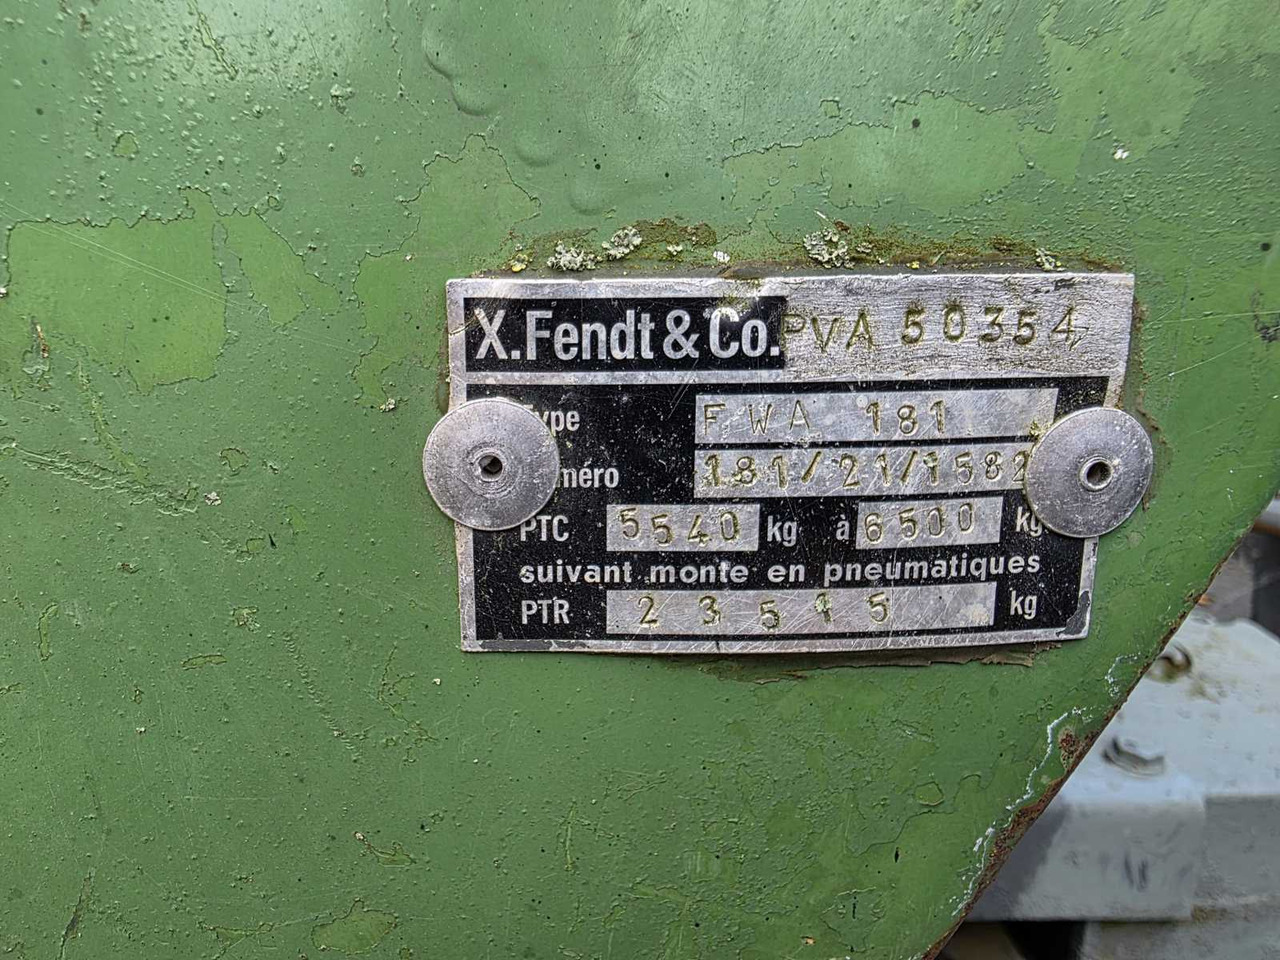 X.Fendt & Co. PVA 50354
ype FWA 181
méro 181/21/1582
PTC 5540 kg à 6500 kg
suivant monte en pneumatiques
PTR 23515 kg